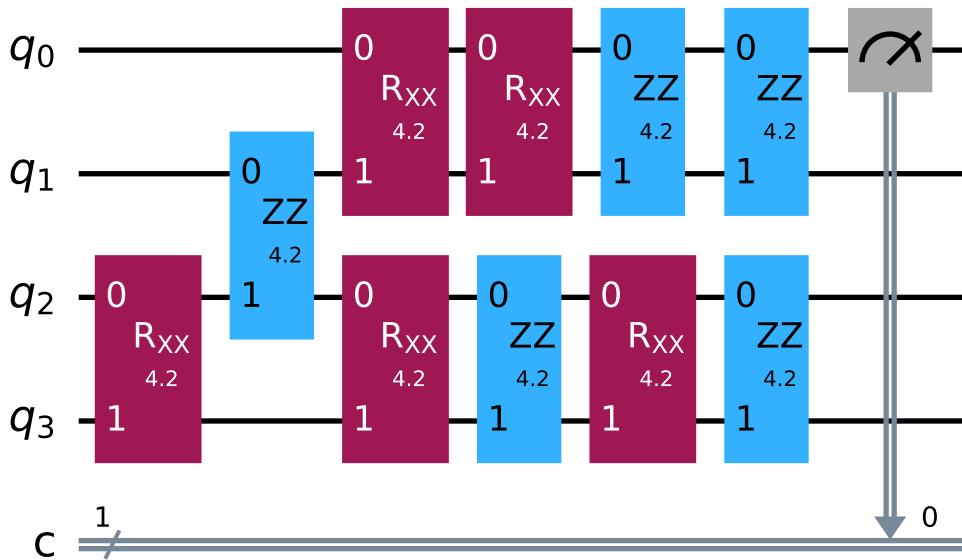 q0 0 0 0 0
RXX RXX ZZ ZZ
4.2 4.2 4.2 4.2
q1 0 1 1 1 1
ZZ
4.2
q2 0 1 0 0 0 0
RXX RXX ZZ RXX ZZ
4.2 4.2 4.2 4.2 4.2
q3 1 1 1 1 1
1 0
c